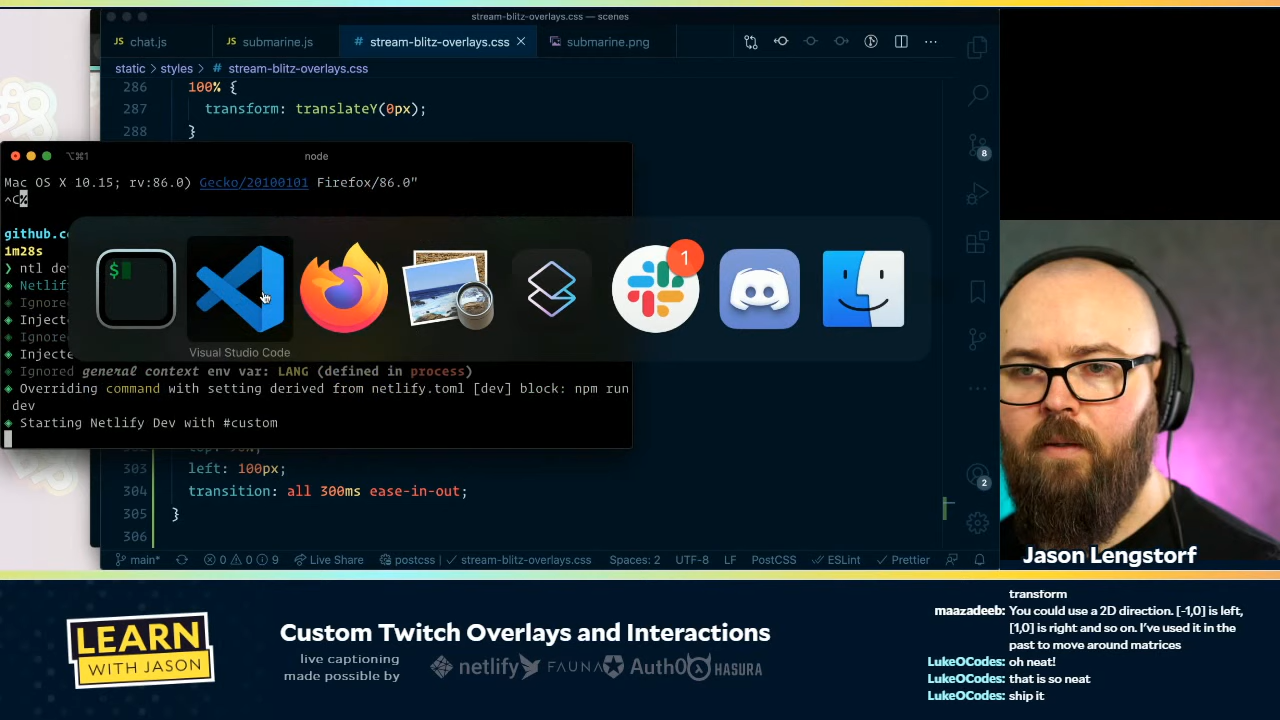 stream-blitz-overlays.css — scenes
JS chat.js
JS submarine.js
# stream-blitz-overlays.css
submarine.png
static > styles > # stream-blitz-overlays.css
286 100% {
287 transform: translateY(0px);
288 }
⌥⌘1 node
Mac OS X 10.15; rv:86.0) Gecko/20100101 Firefox/86.0"
^C%
github.c
1m28s
❯ ntl de
◈ Netlif
◈ Ignore
◈ Inject
◈ Ignore
◈ Inject
◈ Ignored general context env var: LANG (defined in process)
◈ Overriding command with setting derived from netlify.toml [dev] block: npm run
dev
◈ Starting Netlify Dev with #custom
$
1
Visual Studio Code
303 left: 100px;
304 transition: all 300ms ease-in-out;
305 }
306
8
2
main* 0 0 9 Live Share postcss stream-blitz-overlays.css Spaces: 2 UTF-8 LF PostCSS ESLint Prettier
Jason Lengstorf
LEARN
WITH JASON
Custom Twitch Overlays and Interactions
live captioning
made possible by
netlify FAUNA Auth0 HASURA
transform
maazadeeb: You could use a 2D direction. [-1,0] is left,
[1,0] is right and so on. I've used it in the
past to move around matrices
LukeOCodes: oh neat!
LukeOCodes: that is so neat
LukeOCodes: ship it